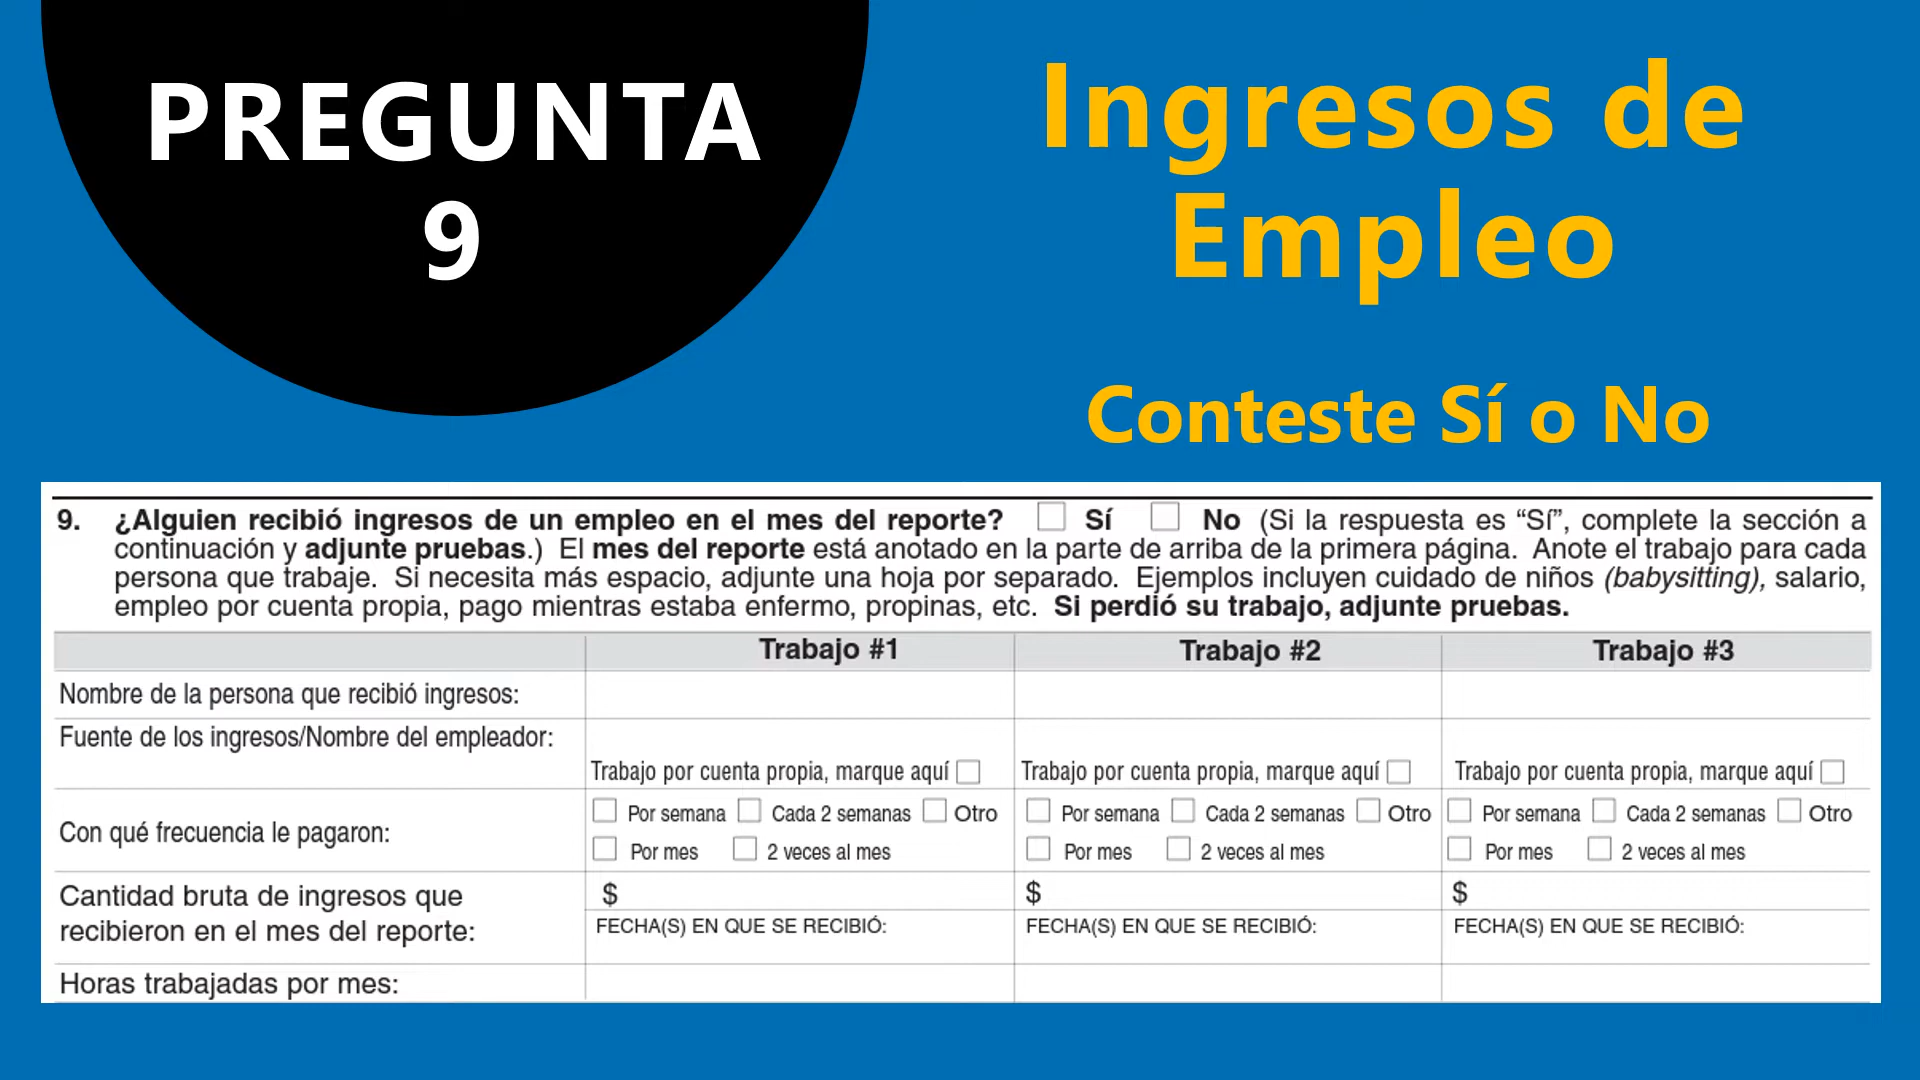 PREGUNTA
9
Ingresos de
Empleo
Conteste Sí o No
9. ¿Alguien recibió ingresos de un empleo en el mes del reporte? Sí No (Si la respuesta es “Sí”, complete la sección a
continuación y adjunte pruebas.) El mes del reporte está anotado en la parte de arriba de la primera página. Anote el trabajo para cada
persona que trabaje. Si necesita más espacio, adjunte una hoja por separado. Ejemplos incluyen cuidado de niños (babysitting), salario,
empleo por cuenta propia, pago mientras estaba enfermo, propinas, etc. Si perdió su trabajo, adjunte pruebas.
Trabajo #1 Trabajo #2 Trabajo #3
Nombre de la persona que recibió ingresos:
Fuente de los ingresos/Nombre del empleador:
Trabajo por cuenta propia, marque aquí Trabajo por cuenta propia, marque aquí Trabajo por cuenta propia, marque aquí
Con qué frecuencia le pagaron:
Por semana Cada 2 semanas Otro Por semana Cada 2 semanas Otro Por semana Cada 2 semanas Otro
Por mes 2 veces al mes Por mes 2 veces al mes Por mes 2 veces al mes
Cantidad bruta de ingresos que
recibieron en el mes del reporte:
$ $ $
FECHA(S) EN QUE SE RECIBIÓ: FECHA(S) EN QUE SE RECIBIÓ: FECHA(S) EN QUE SE RECIBIÓ:
Horas trabajadas por mes: